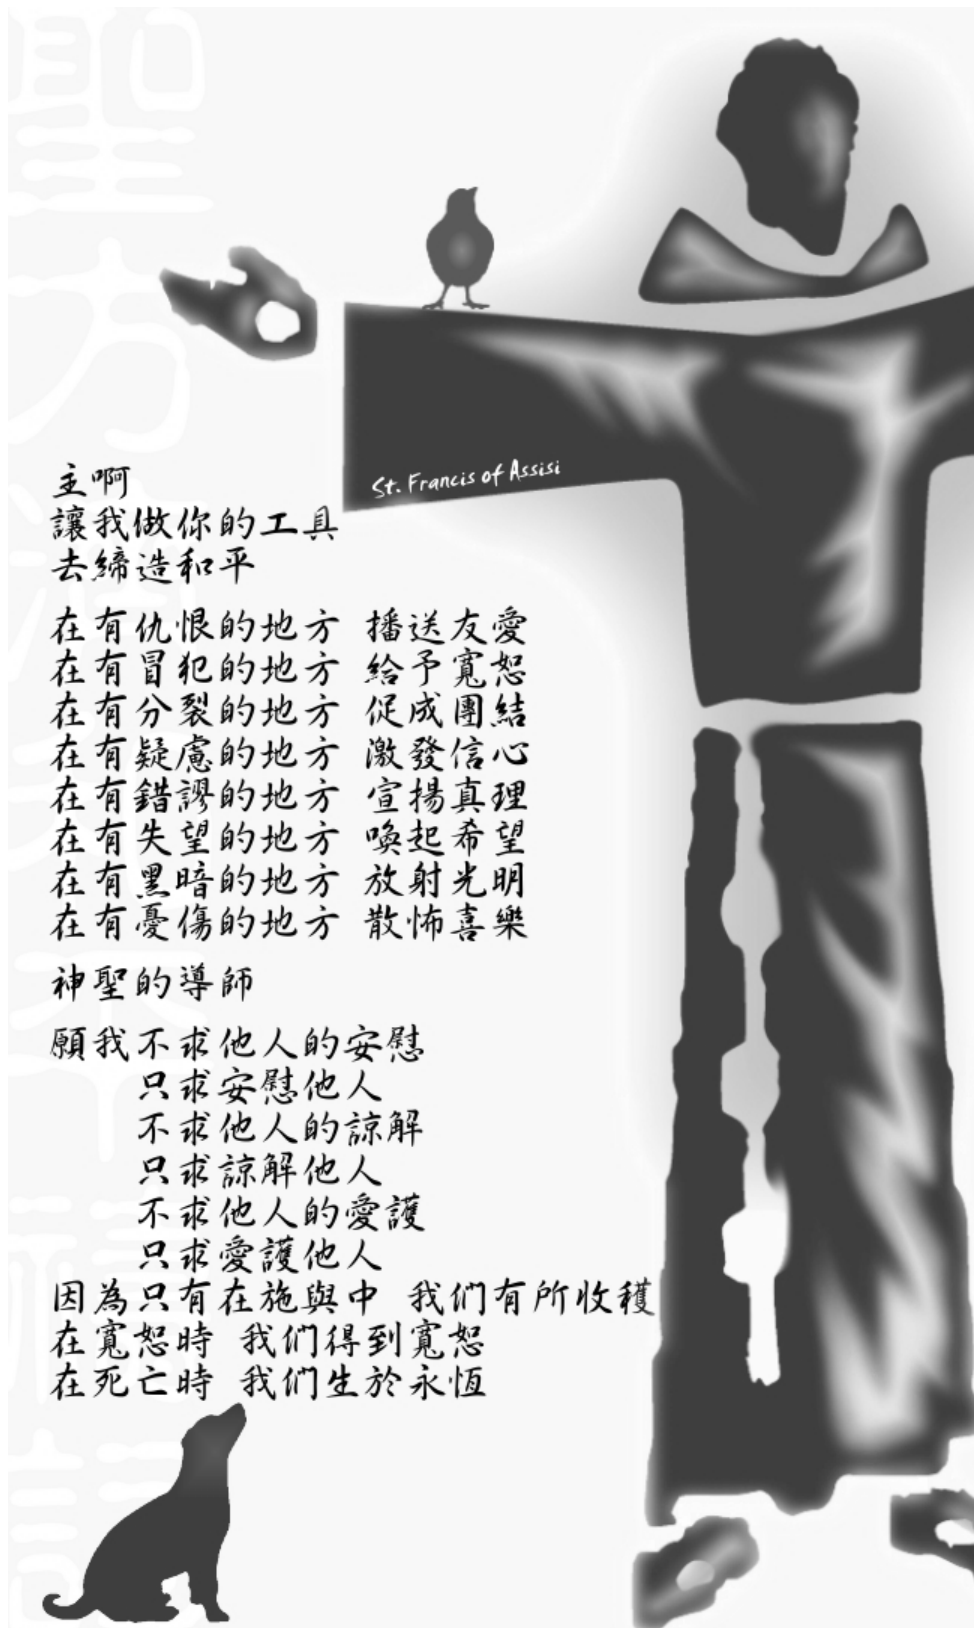 St. Francis of Assisi
主啊
讓我做你的工具
去締造和平
在有仇恨的地方 播送友愛
在有冒犯的地方 給予寬恕
在有分裂的地方 促成團結
在有疑慮的地方 激發信心
在有錯謬的地方 宣揚真理
在有失望的地方 喚起希望
在有黑暗的地方 放射光明
在有憂傷的地方 散怖喜樂
神聖的導師
願我不求他人的安慰
只求安慰他人
不求他人的諒解
只求諒解他人
不求他人的愛護
只求愛護他人
因為只有在施與中 我們有所收穫
在寬恕時 我們得到寬恕
在死亡時 我們生於永恆